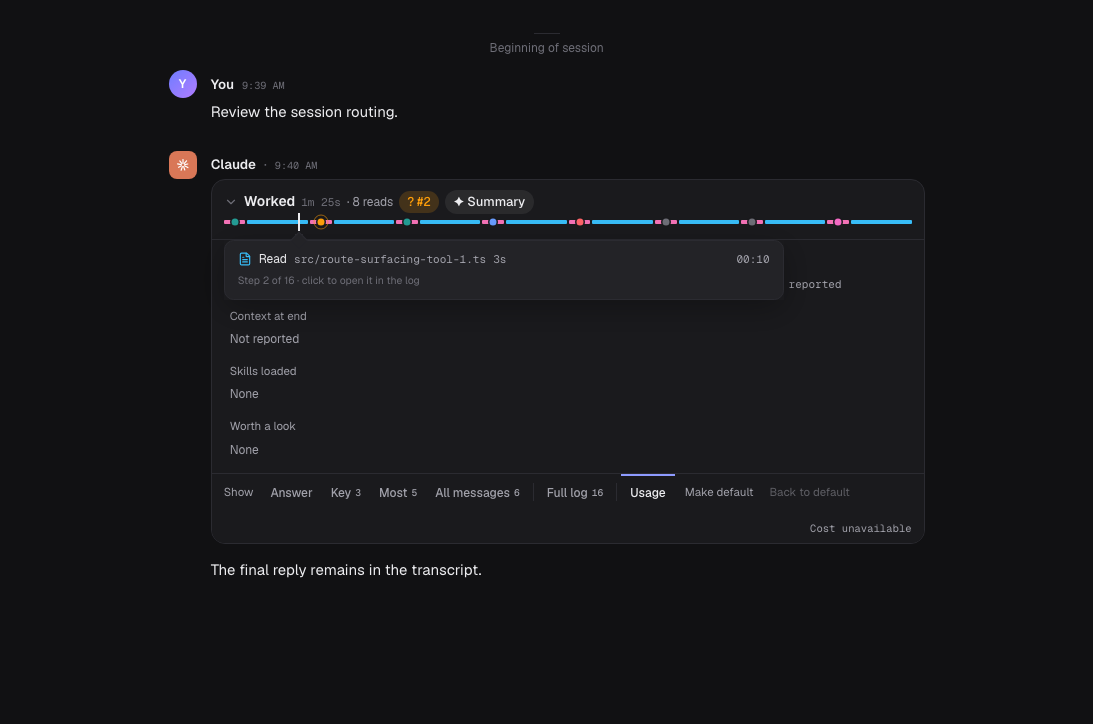 Beginning of session
Y You 9:39 AM
Review the session routing.
Claude · 9:40 AM
Worked 1m 25s · 8 reads ? #2 Summary
Read src/route-surfacing-tool-1.ts 3s 00:10
Step 2 of 16 · click to open it in the log
reported
Context at end
Not reported
Skills loaded
None
Worth a look
None
Show Answer Key 3 Most 5 All messages 6 Full log 16 Usage Make default Back to default
Cost unavailable
The final reply remains in the transcript.